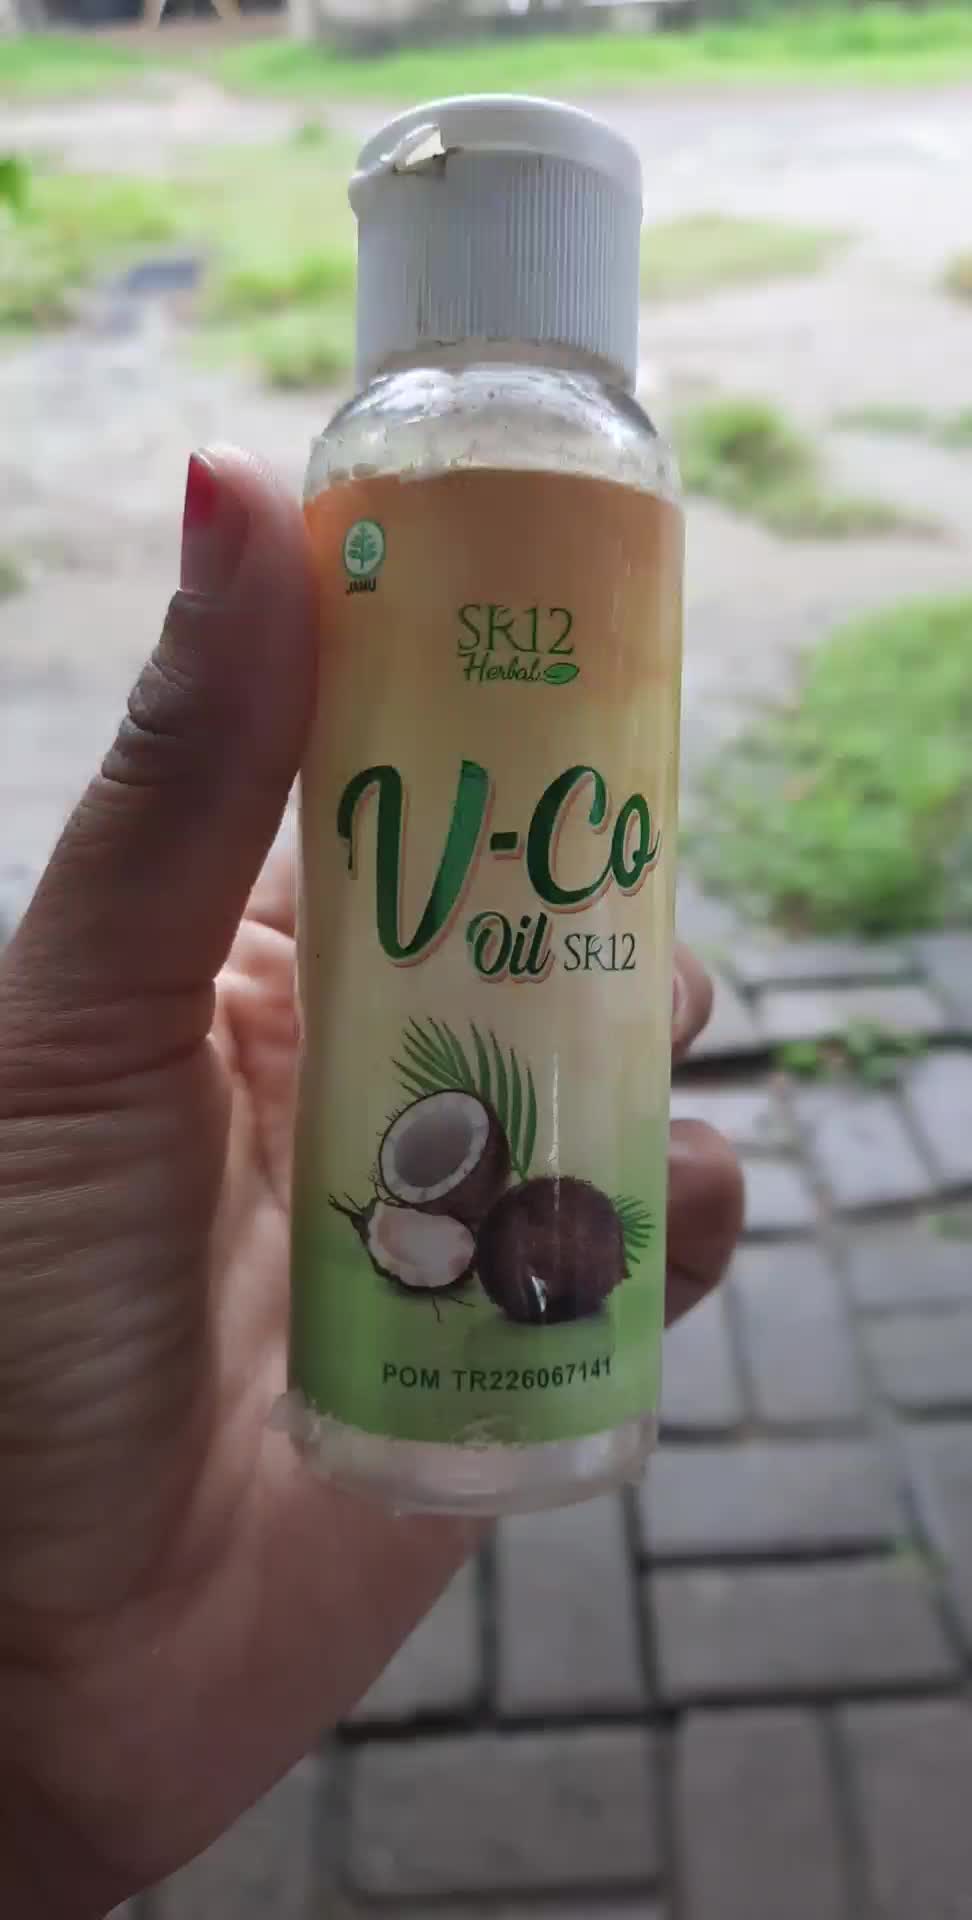 JAMU
SR12
Herbal
V-Co
Oil SR12
POM TR226067141